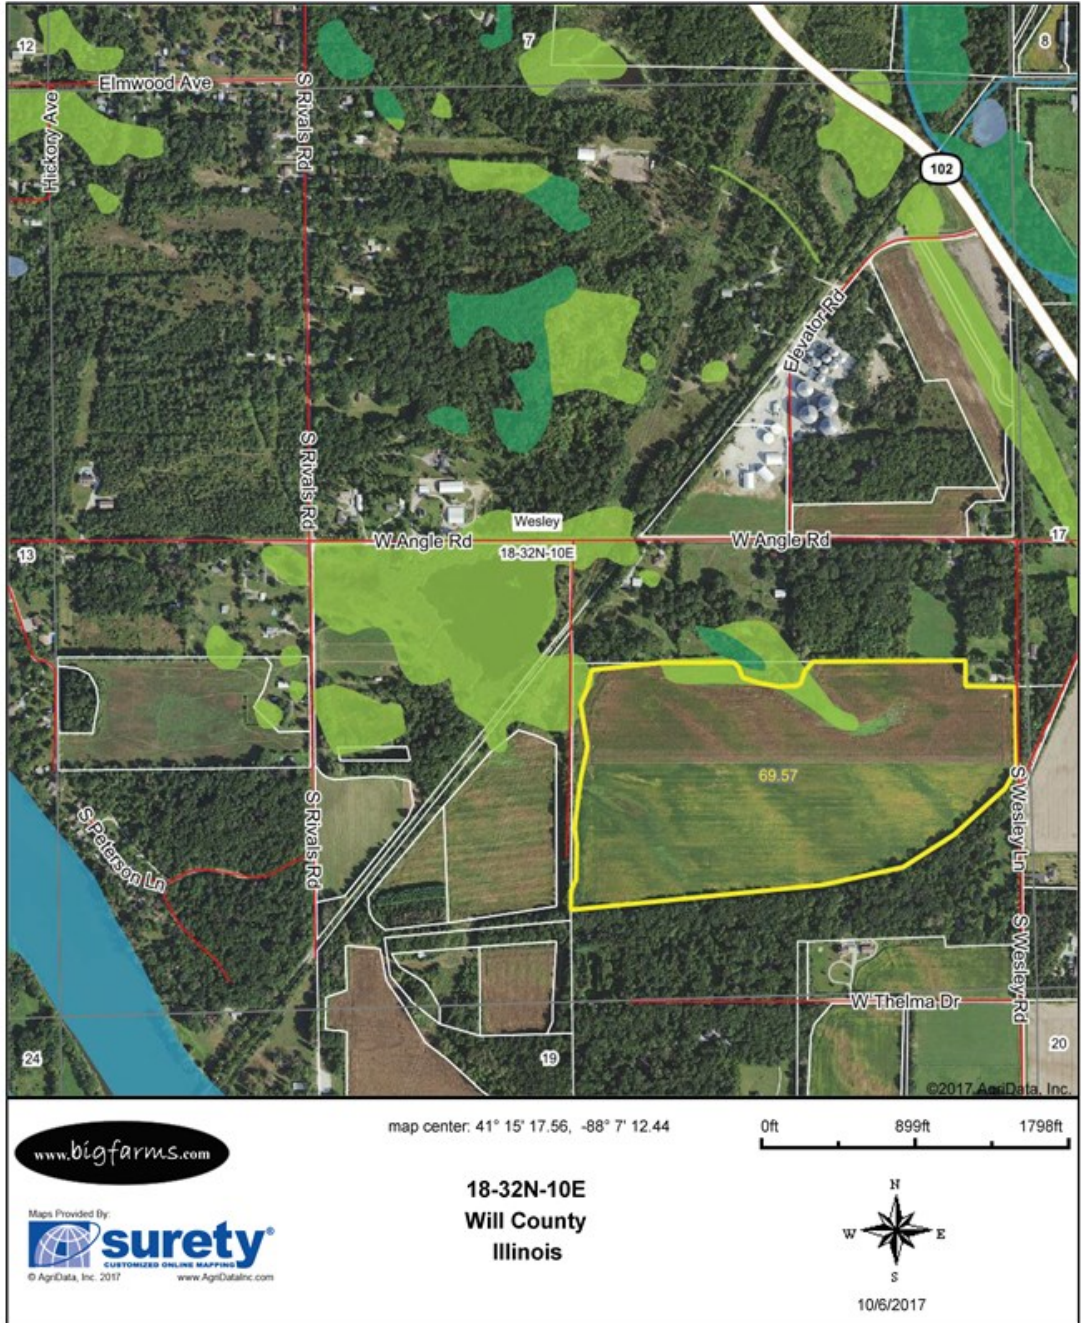 12
7
8
Elmwood Ave
S Rivals Rd
Hickory Ave
102
Elevator Rd
S Rivals Rd
Wesley
W Angle Rd
W Angle Rd
17
13
18-32N-10E
69.57
S Wesley Ln
S Rivals Rd
S Peterson Ln
S Wesley Rd
W Thelma Dr
24
19
20
©2017 AgriData, Inc.
www.bigfarms.com
map center: 41° 15' 17.56, -88° 7' 12.44
0ft 899ft 1798ft
18-32N-10E
Will County
Illinois
N
W E
S
10/6/2017
Maps Provided By:
surety®
CUSTOMIZED ONLINE MAPPING
© AgriData, Inc. 2017 www.AgriDataInc.com